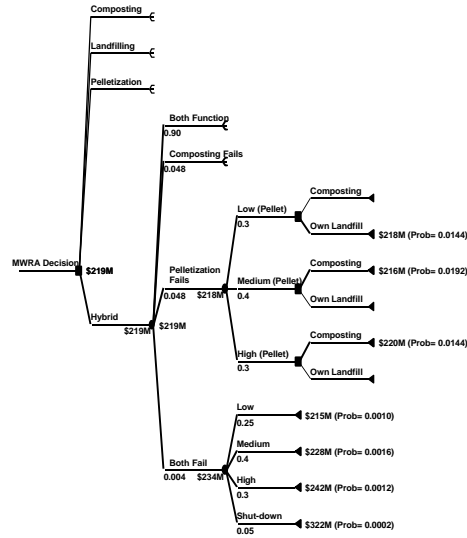 Composting
Landfilling
Pelletization
Both Function
0.90
Composting Fails
0.048
Composting
Low (Pellet)
0.3
Own Landfill
$218M (Prob= 0.0144)
MWRA Decision
$219M
Pelletization
Fails
0.048
$218M
Composting
$216M (Prob= 0.0192)
Medium (Pellet)
0.4
Own Landfill
Hybrid
$219M
$219M
Composting
$220M (Prob= 0.0144)
High (Pellet)
0.3
Own Landfill
Low
0.25
$215M (Prob= 0.0010)
Both Fail
0.004
$234M
Medium
0.4
$228M (Prob= 0.0016)
High
0.3
$242M (Prob= 0.0012)
Shut-down
0.05
$322M (Prob= 0.0002)